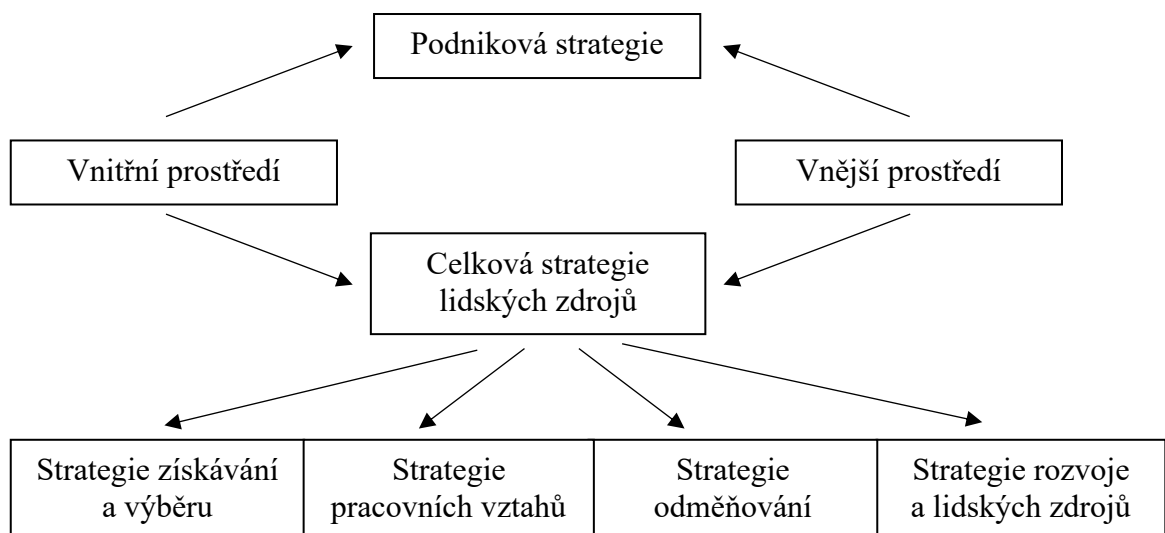 Podniková strategie
Vnitřní prostředí
Vnější prostředí
Celková strategie
lidských zdrojů
Strategie získávání
a výběru
Strategie
pracovních vztahů
Strategie
odměňování
Strategie rozvoje
a lidských zdrojů